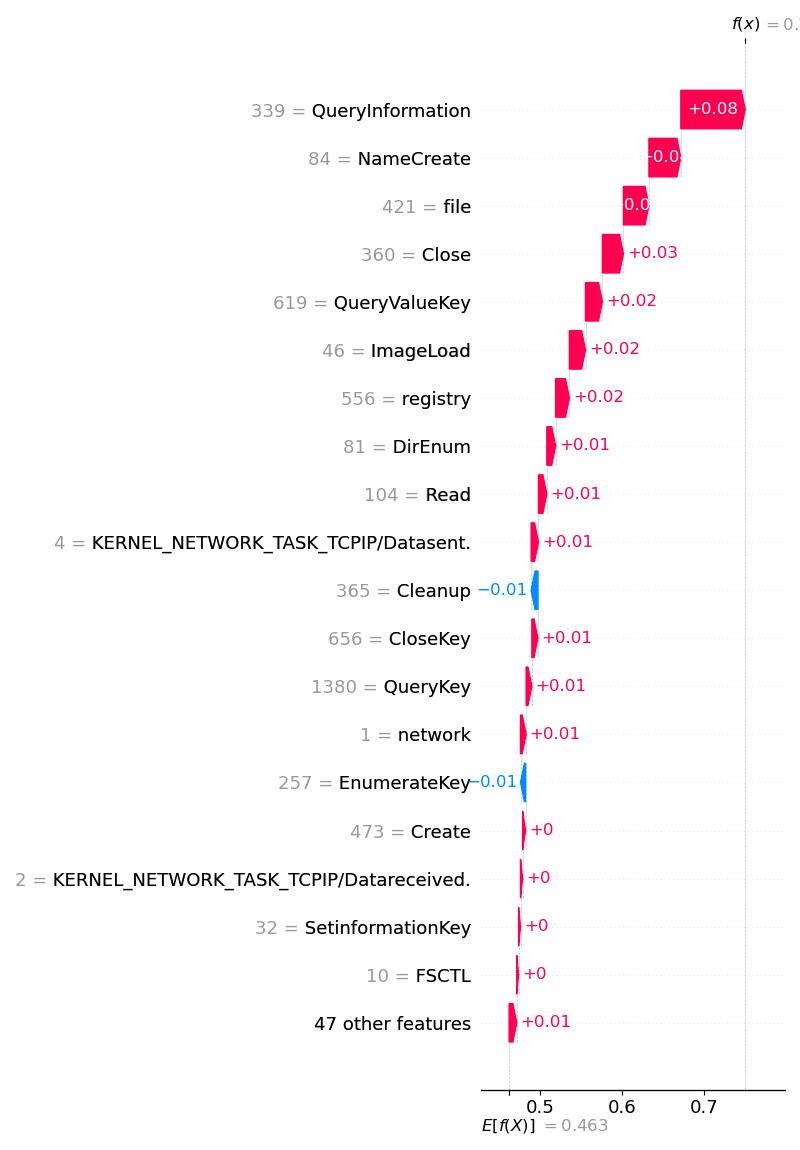 f(x) = 0.
339 = QueryInformation
+0.08
84 = NameCreate
+0.0
421 = file
0.0
360 = Close
+0.03
619 = QueryValueKey
+0.02
46 = ImageLoad
+0.02
556 = registry
+0.02
81 = DirEnum
+0.01
104 = Read
+0.01
4 = KERNEL_NETWORK_TASK_TCPIP/Datasent.
+0.01
365 = Cleanup
−0.01
656 = CloseKey
+0.01
1380 = QueryKey
+0.01
1 = network
+0.01
257 = EnumerateKey
−0.01
473 = Create
+0
2 = KERNEL_NETWORK_TASK_TCPIP/Datareceived.
+0
32 = SetinformationKey
+0
10 = FSCTL
+0
47 other features
+0.01
0.5 0.6 0.7
E[f(X)] = 0.463